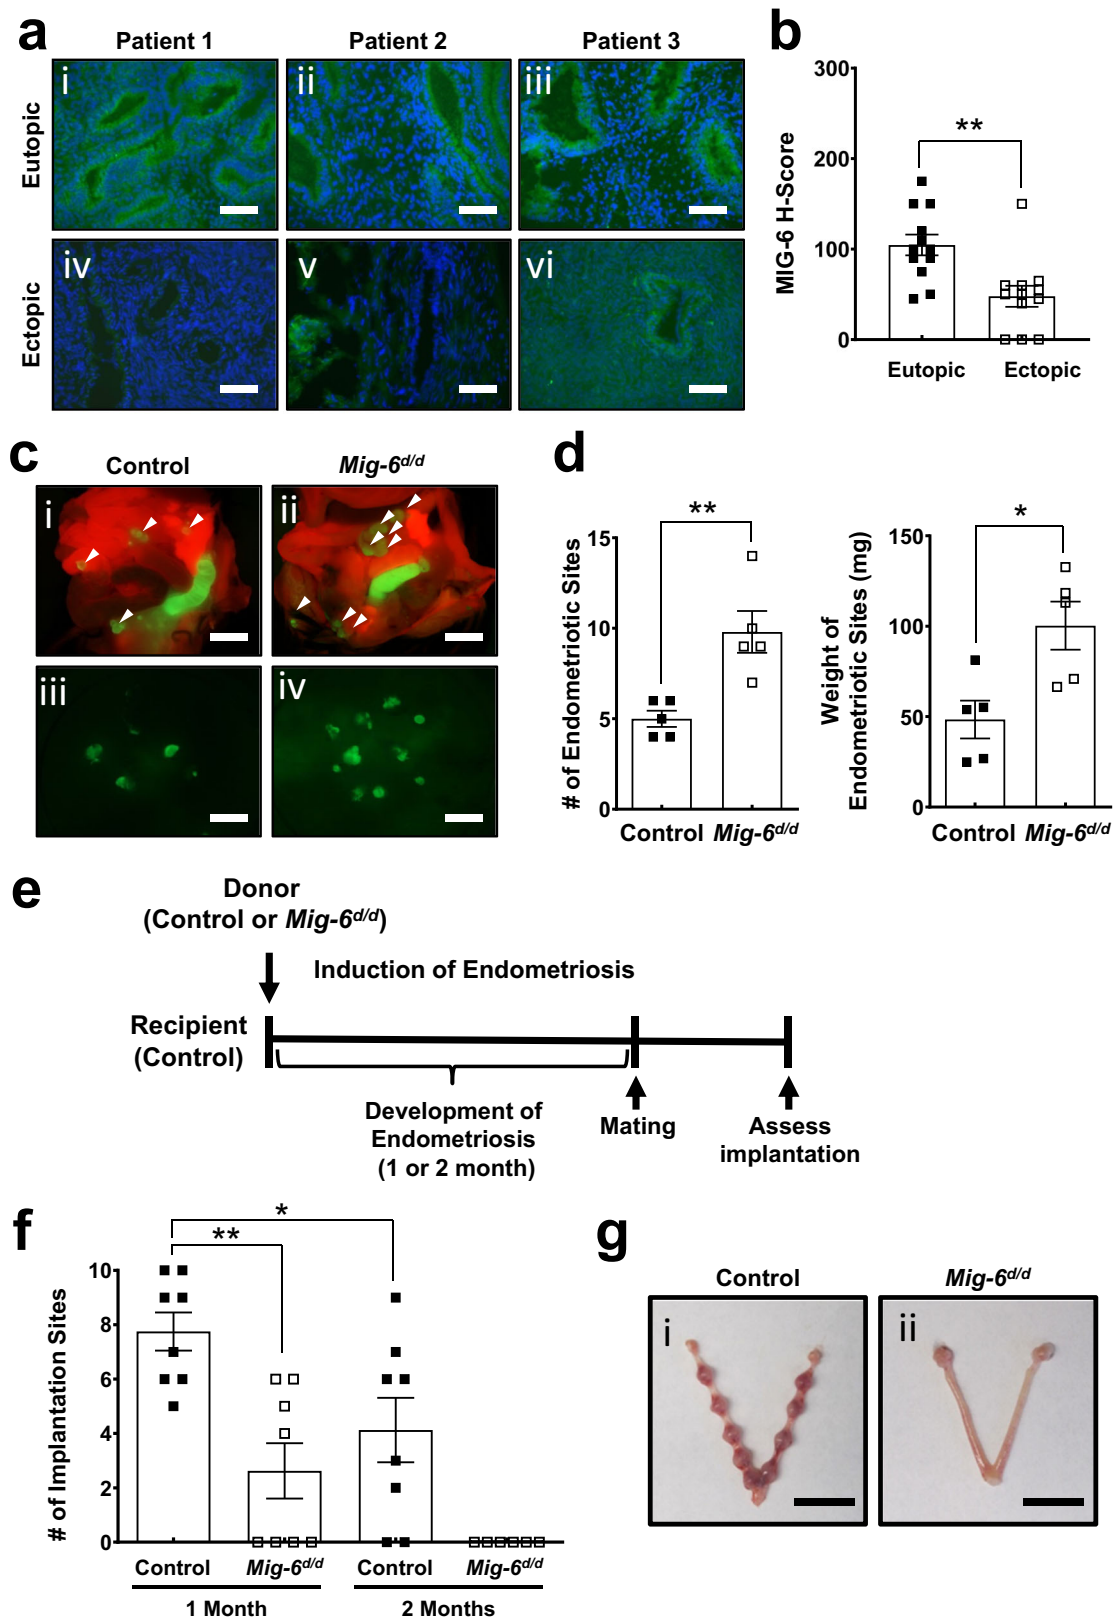 a
Patient 1 Patient 2 Patient 3
Eutopic
i ii iii
Ectopic
iv v vi
b
MIG-6 H-Score
300
200
100
0
**
Eutopic Ectopic
c
Control Mig-6d/d
i ii
iii iv
d
# of Endometriotic Sites
15
10
5
0
**
Control Mig-6d/d
Weight of
Endometriotic Sites (mg)
150
100
50
0
*
Control Mig-6d/d
e
Donor
(Control or Mig-6d/d)
Induction of Endometriosis
Recipient
(Control)
Development of
Endometriosis
(1 or 2 month)
Mating
Assess
implantation
f
# of Implantation Sites
10
8
6
4
2
0
*
**
Control Mig-6d/d Control Mig-6d/d
1 Month 2 Months
g
Control Mig-6d/d
i ii